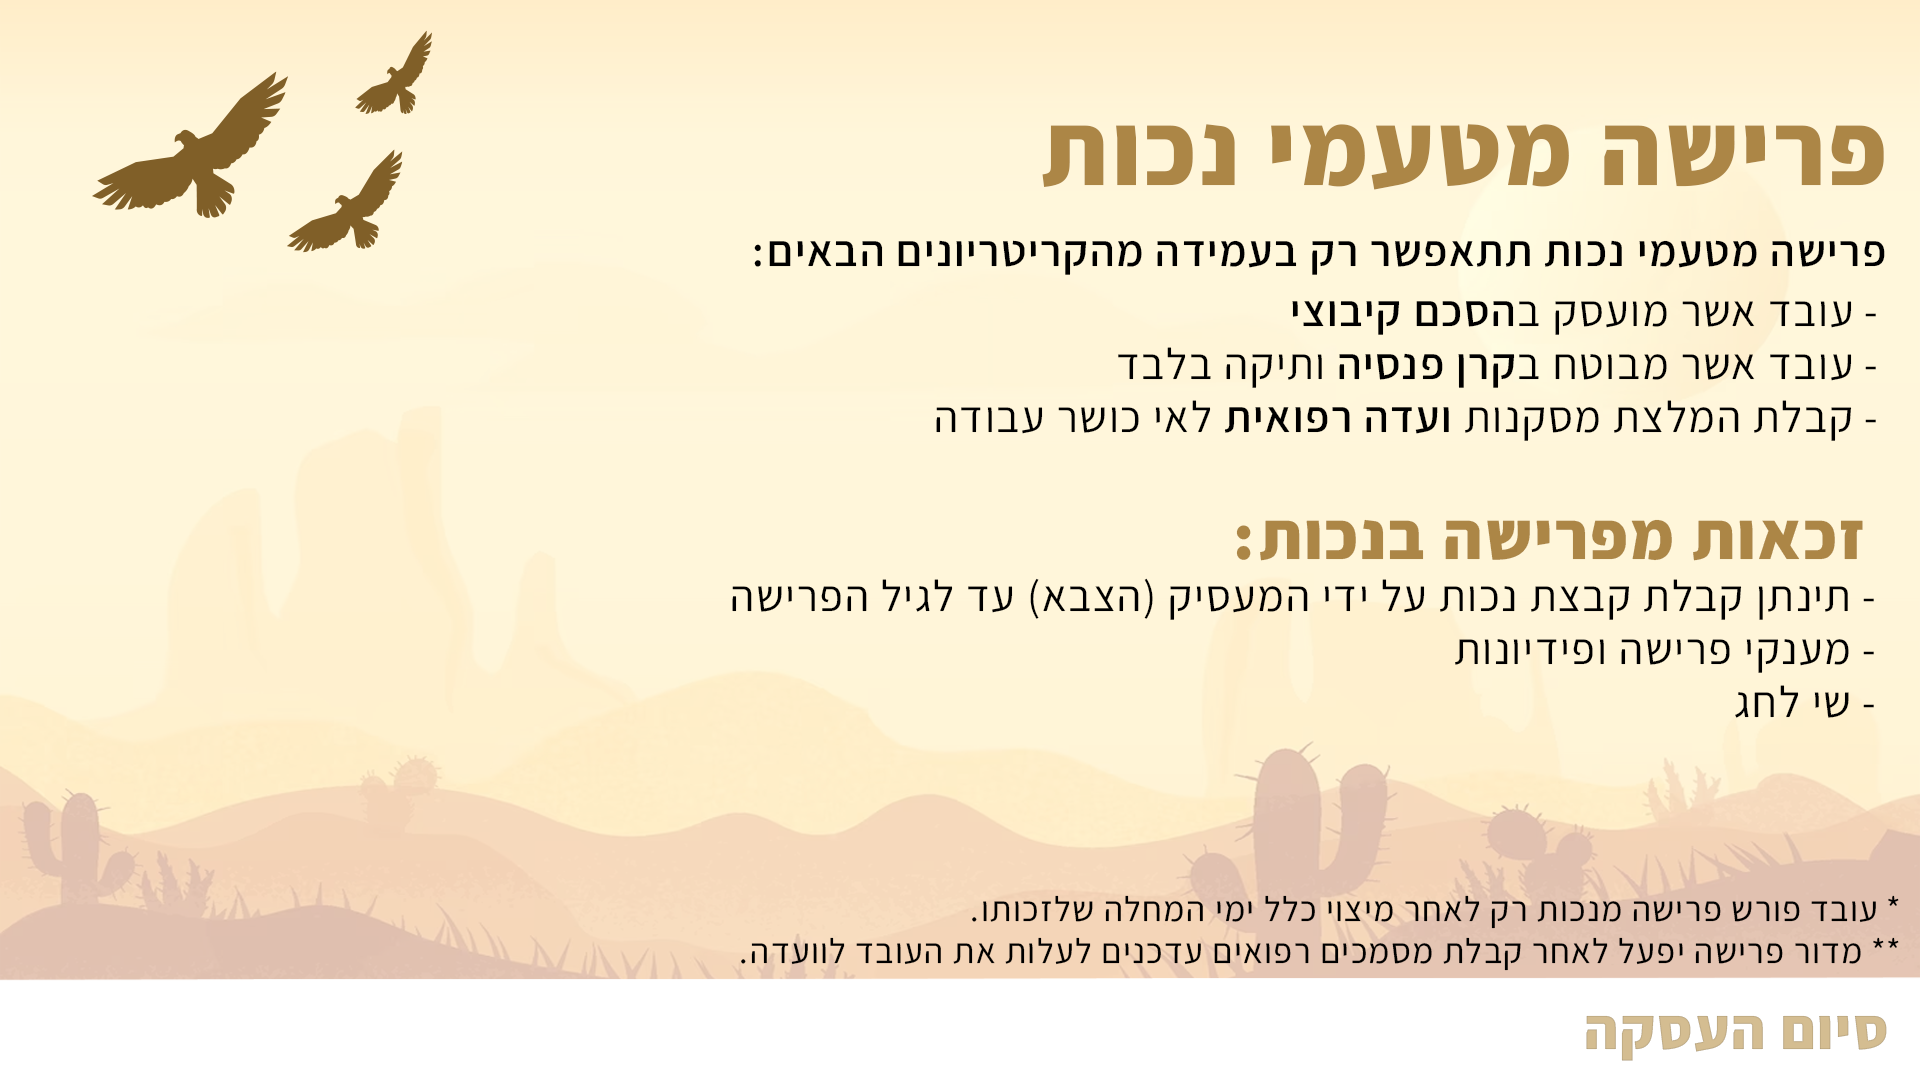 פרישה מטעמי נכות
פרישה מטעמי נכות תתאפשר רק בעמידה מהקריטריונים הבאים:
- עובד אשר מועסק בהסכם קיבוצי
- עובד אשר מבוטח בקרן פנסיה ותיקה בלבד
- קבלת המלצת מסקנות ועדה רפואית לאי כושר עבודה
זכאות מפרישה בנכות:
- תינתן קבלת קבצת נכות על ידי המעסיק (הצבא) עד לגיל הפרישה
- מענקי פרישה ופידיונות
- שי לחג
* עובד פורש פרישה מנכות רק לאחר מיצוי כלל ימי המחלה שלזכותו.
** מדור פרישה יפעל לאחר קבלת מסמכים רפואים עדכנים לעלות את העובד לוועדה.
סיום העסקה